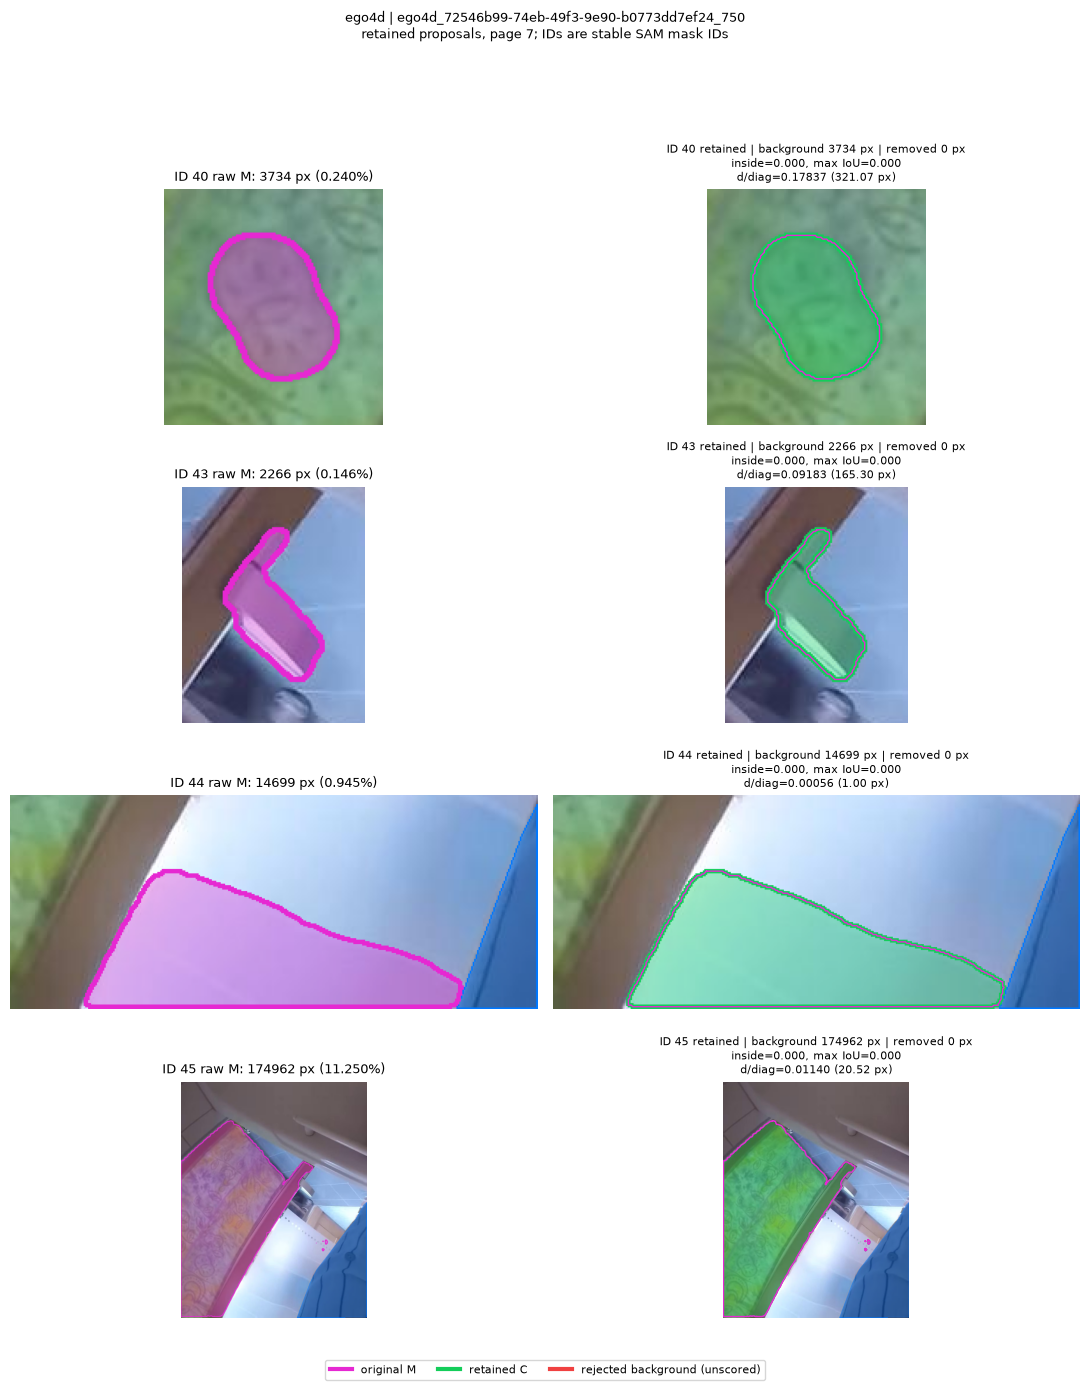 ego4d | ego4d_72546b99-74eb-49f3-9e90-b0773dd7ef24_750
retained proposals, page 7; IDs are stable SAM mask IDs
ID 40 raw M: 3734 px (0.240%)
ID 40 retained | background 3734 px | removed 0 px
inside=0.000, max IoU=0.000
d/diag=0.17837 (321.07 px)
ID 43 raw M: 2266 px (0.146%)
ID 43 retained | background 2266 px | removed 0 px
inside=0.000, max IoU=0.000
d/diag=0.09183 (165.30 px)
ID 44 raw M: 14699 px (0.945%)
ID 44 retained | background 14699 px | removed 0 px
inside=0.000, max IoU=0.000
d/diag=0.00056 (1.00 px)
ID 45 raw M: 174962 px (11.250%)
ID 45 retained | background 174962 px | removed 0 px
inside=0.000, max IoU=0.000
d/diag=0.01140 (20.52 px)
original M
retained C
rejected background (unscored)